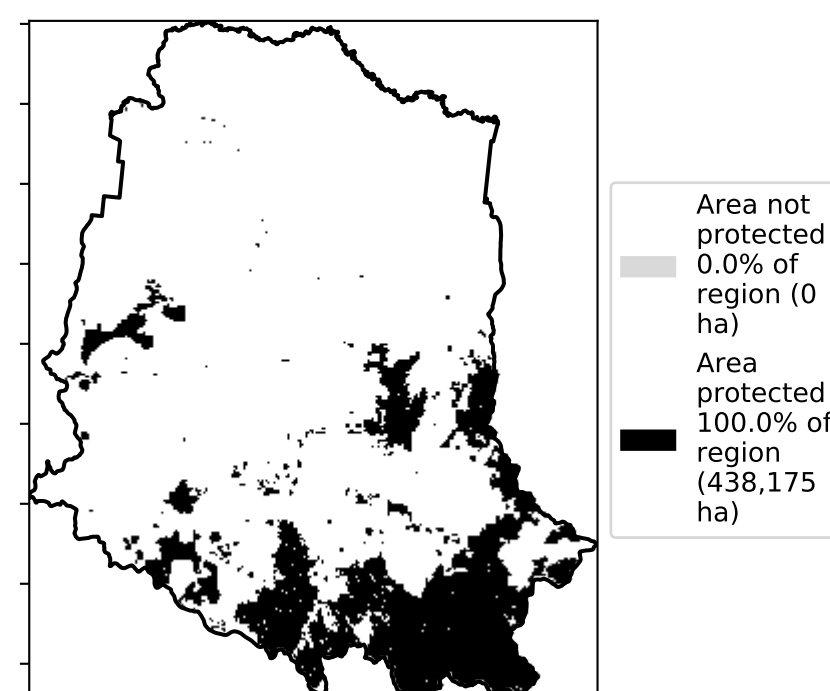 Area not
protected
0.0% of
region (0
ha)
Area
protected
100.0% of
region
(438,175
ha)